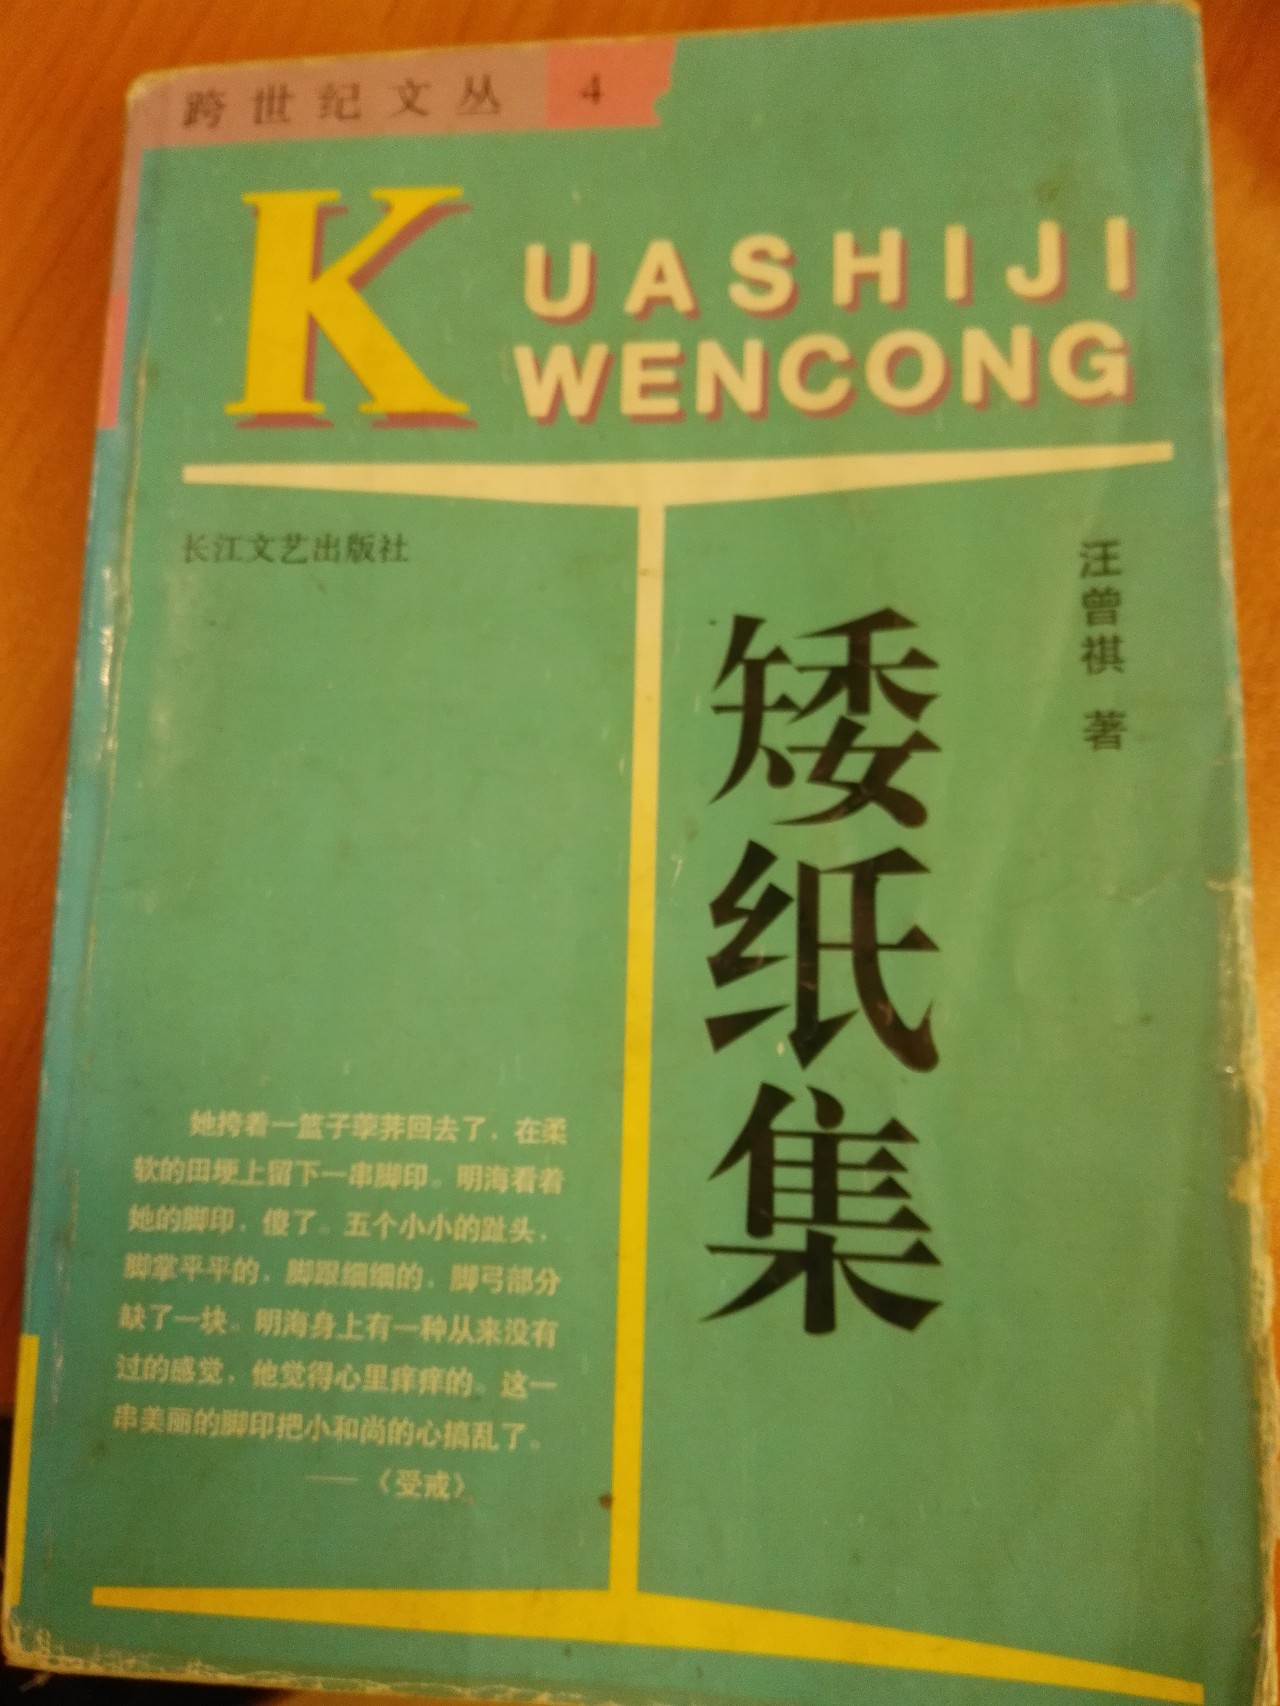 跨世纪文丛 4
K
UASHIJI
WENCONG
长江文艺出版社
汪曾祺 著
矮纸集
她挎着一篮子荸荠回去了，在柔
软的田埂上留下一串脚印。明海看着
她的脚印，傻了。五个小小的趾头，
脚掌平平的，脚跟细细的，脚弓部分
缺了一块。明海身上有一种从来没有
过的感觉，他觉得心里痒痒的。这一
串美丽的脚印把小和尚的心搞乱了。
——《受戒》